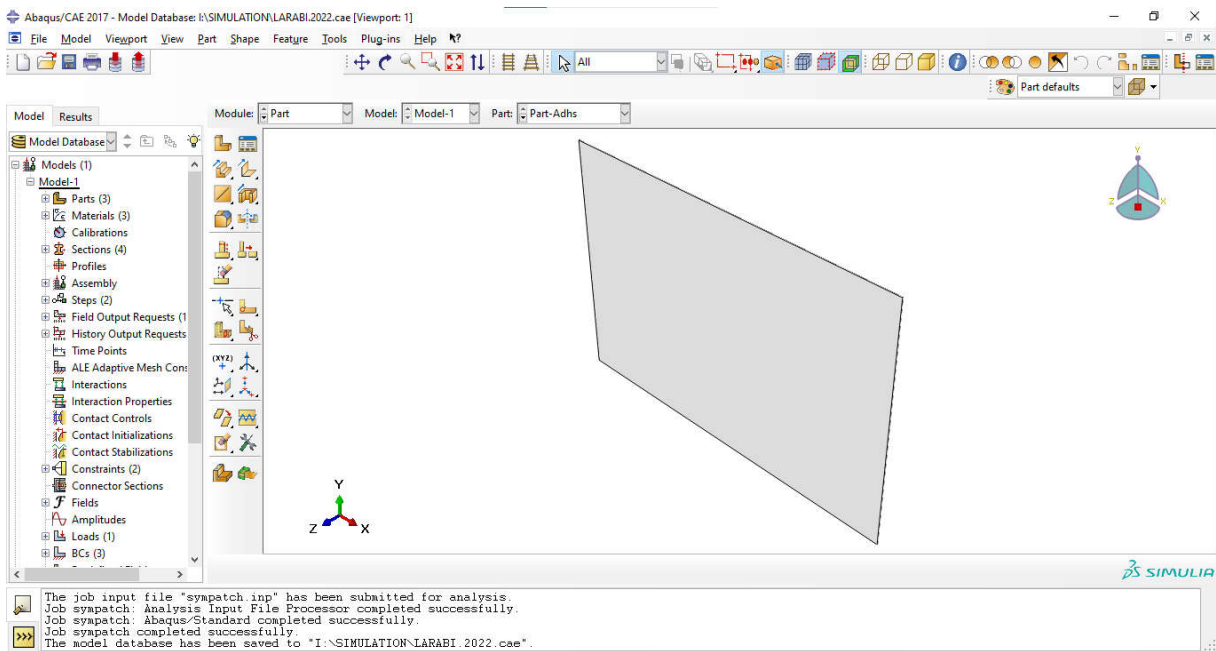 Abaqus/CAE 2017 - Model Database: I:\SIMULATION\LARABI.2022.cae [Viewport: 1]
File Model Viewport View Part Shape Feature Tools Plug-ins Help
All
Part defaults
Model Results
Module: Part Model: Model-1 Part: Part-Adhs
Model Database
Models (1)
Model-1
Parts (3)
Materials (3)
Calibrations
Sections (4)
Profiles
Assembly
Steps (2)
Field Output Requests (1
History Output Requests
Time Points
ALE Adaptive Mesh Cons
Interactions
Interaction Properties
Contact Controls
Contact Initializations
Contact Stabilizations
Constraints (2)
Connector Sections
Fields
Amplitudes
Loads (1)
BCs (3)
(XYZ)
Y
Z X
Y
Z X
SIMULIA
The job input file "sympatch.inp" has been submitted for analysis.
Job sympatch: Analysis Input File Processor completed successfully.
Job sympatch: Abaqus/Standard completed successfully.
Job sympatch completed successfully.
The model database has been saved to "I:\SIMULATION\LARABI.2022.cae".